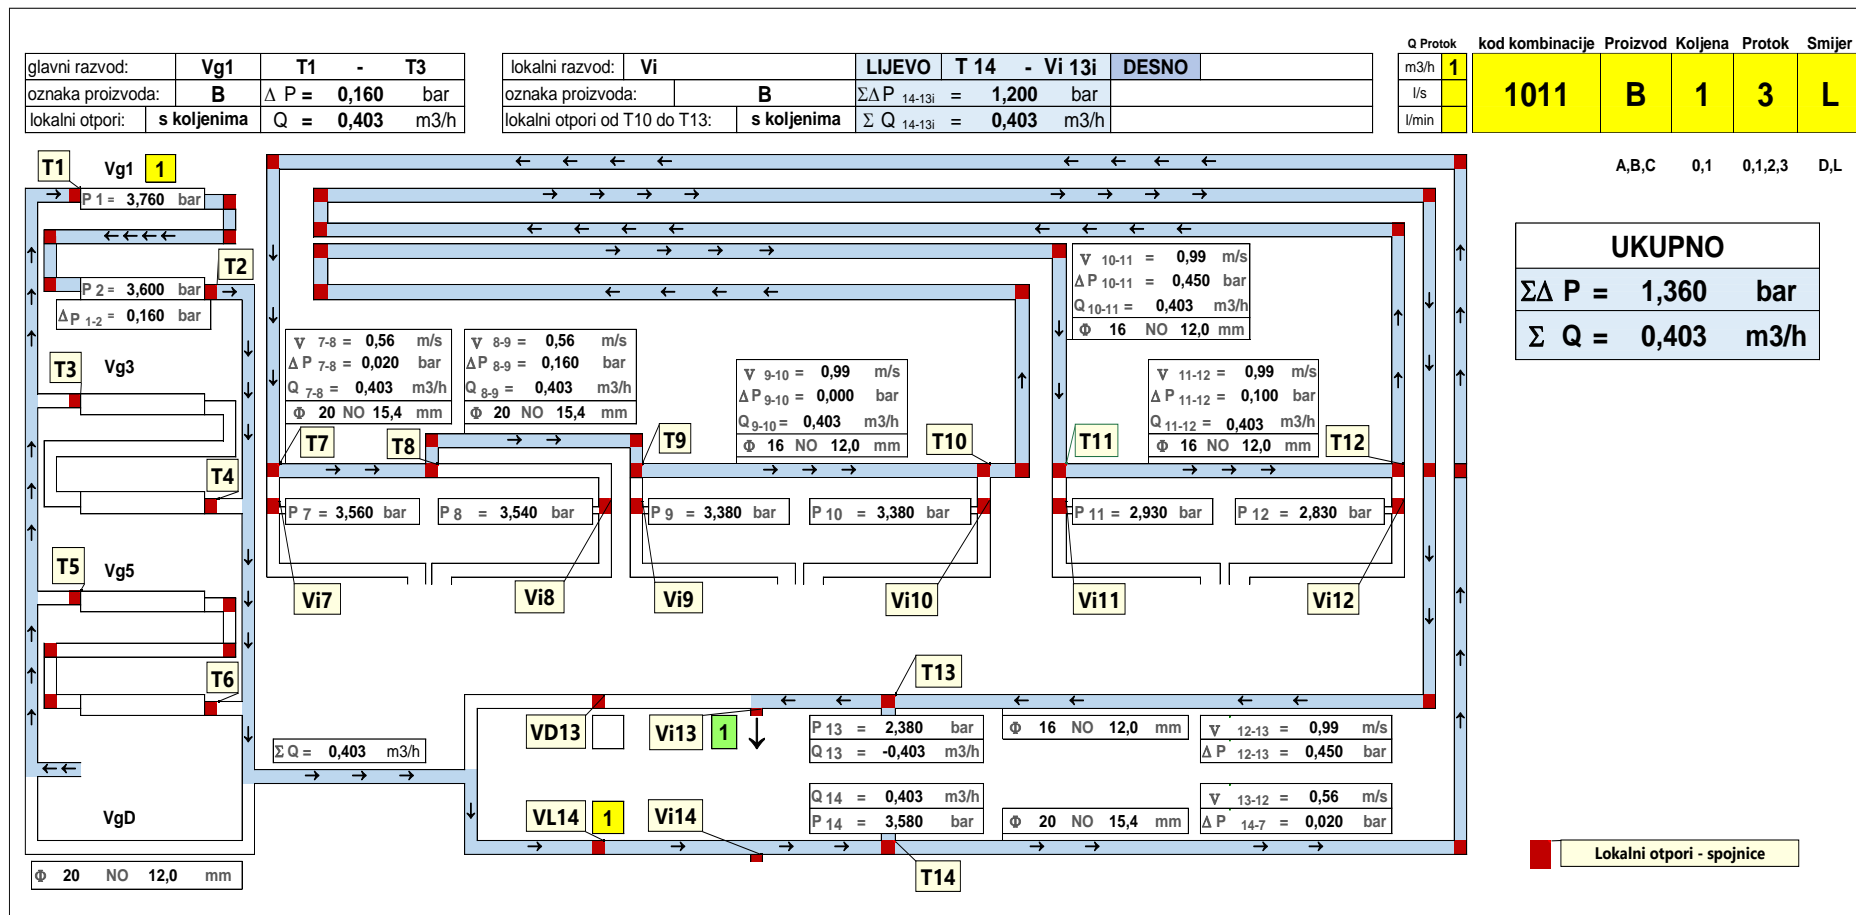 glavni razvod: Vg1 T1 - T3
oznaka proizvoda: B Δ P = 0,160 bar
lokalni otpori: s koljenima Q = 0,403 m3/h
lokalni razvod: Vi LIJEVO T 14 - Vi 13i DESNO
oznaka proizvoda: B ΣΔP 14-13i = 1,200 bar
lokalni otpori od T10 do T13: s koljenima Σ Q 14-13i = 0,403 m3/h
Q Protok
m3/h 1
l/s
l/min
kod kombinacije Proizvod Koljena Protok Smijer
1011 B 1 3 L
A,B,C 0,1 0,1,2,3 D,L
UKUPNO
ΣΔ P = 1,360 bar
Σ Q = 0,403 m3/h
T1 Vg1 1
P 1 = 3,760 bar
T2
P 2 = 3,600 bar
Δ P 1-2 = 0,160 bar
T3 Vg3
T4
T5 Vg5
T6
VgD
Φ 20 NO 12,0 mm
V 7-8 = 0,56 m/s
Δ P 7-8 = 0,020 bar
Q 7-8 = 0,403 m3/h
Φ 20 NO 15,4 mm
V 8-9 = 0,56 m/s
Δ P 8-9 = 0,160 bar
Q 8-9 = 0,403 m3/h
Φ 20 NO 15,4 mm
V 9-10 = 0,99 m/s
Δ P 9-10 = 0,000 bar
Q 9-10 = 0,403 m3/h
Φ 16 NO 12,0 mm
V 10-11 = 0,99 m/s
Δ P 10-11 = 0,450 bar
Q 10-11 = 0,403 m3/h
Φ 16 NO 12,0 mm
V 11-12 = 0,99 m/s
Δ P 11-12 = 0,100 bar
Q 11-12 = 0,403 m3/h
Φ 16 NO 12,0 mm
T7 T8 T9 T10 T11 T12
P 7 = 3,560 bar
P 8 = 3,540 bar
P 9 = 3,380 bar
P 10 = 3,380 bar
P 11 = 2,930 bar
P 12 = 2,830 bar
Vi7 Vi8 Vi9 Vi10 Vi11 Vi12
T13
VD13 Vi13 1
P 13 = 2,380 bar
Q 13 = -0,403 m3/h
Φ 16 NO 12,0 mm
V 12-13 = 0,99 m/s
Δ P 12-13 = 0,450 bar
Σ Q = 0,403 m3/h
VL14 1 Vi14
Q 14 = 0,403 m3/h
P 14 = 3,580 bar
Φ 20 NO 15,4 mm
V 13-12 = 0,56 m/s
Δ P 14-7 = 0,020 bar
T14
Lokalni otpori - spojnice